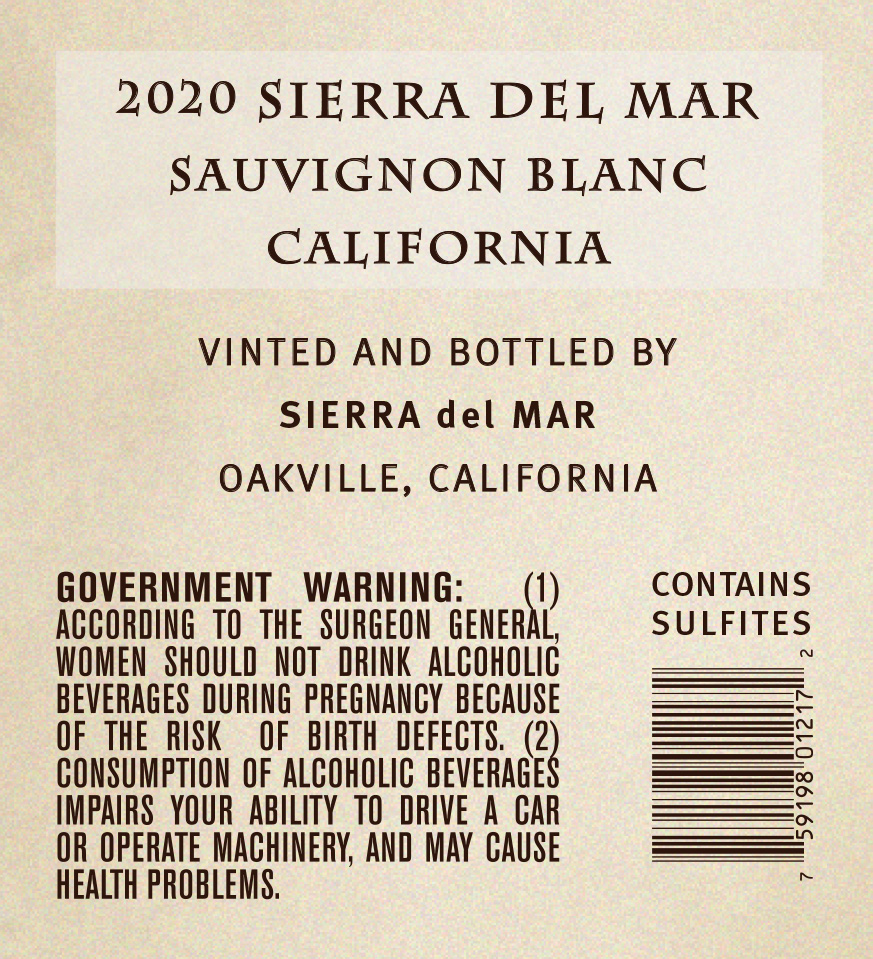 2020 SIERRA DEL MAR
SAUVIGNON BLANC
CALIFORNIA
VINTED AND BOTTLED BY
SIERRA del MAR
OAKVILLE, CALIFORNIA
GOVERNMENT WARNING: (1)
ACCORDING TO THE SURGEON GENERAL,
WOMEN SHOULD NOT DRINK ALCOHOLIC
BEVERAGES DURING PREGNANCY BECAUSE
OF THE RISK OF BIRTH DEFECTS. (2)
CONSUMPTION OF ALCOHOLIC BEVERAGES
IMPAIRS YOUR ABILITY TO DRIVE A CAR
OR OPERATE MACHINERY, AND MAY CAUSE
HEALTH PROBLEMS.
CONTAINS
SULFITES
7 59198 01217 2